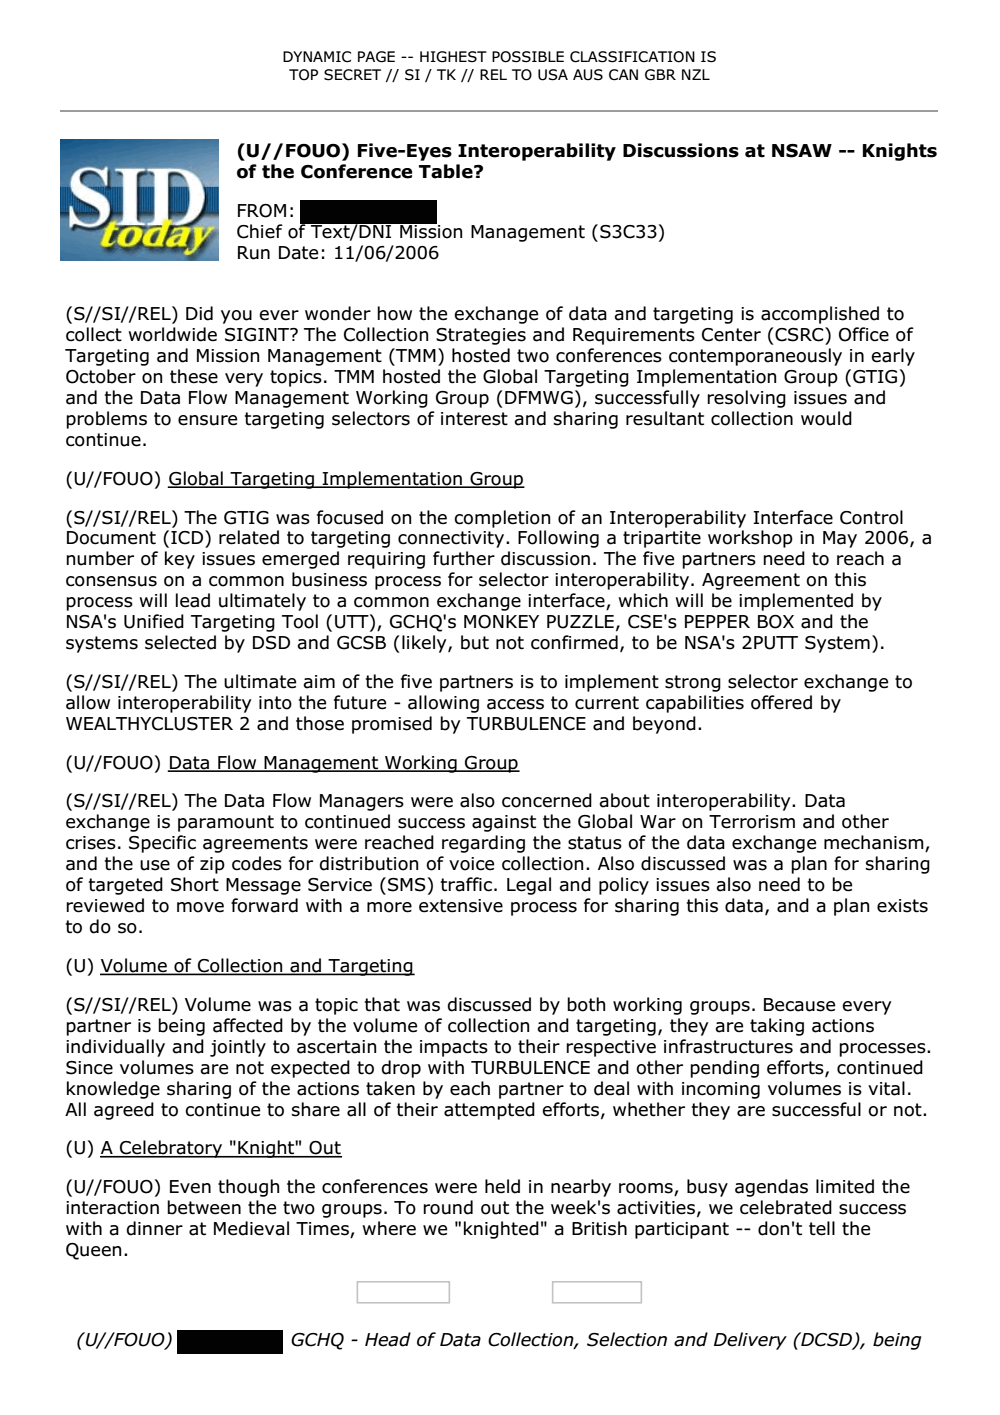 DYNAMIC PAGE -- HIGHEST POSSIBLE CLASSIFICATION IS
TOP SECRET // SI / TK // REL TO USA AUS CAN GBR NZL
SID
today
(U//FOUO) Five-Eyes Interoperability Discussions at NSAW -- Knights
of the Conference Table?
FROM:
Chief of Text/DNI Mission Management (S3C33)
Run Date: 11/06/2006
(S//SI//REL) Did you ever wonder how the exchange of data and targeting is accomplished to
collect worldwide SIGINT? The Collection Strategies and Requirements Center (CSRC) Office of
Targeting and Mission Management (TMM) hosted two conferences contemporaneously in early
October on these very topics. TMM hosted the Global Targeting Implementation Group (GTIG)
and the Data Flow Management Working Group (DFMWG), successfully resolving issues and
problems to ensure targeting selectors of interest and sharing resultant collection would
continue.
(U//FOUO) Global Targeting Implementation Group
(S//SI//REL) The GTIG was focused on the completion of an Interoperability Interface Control
Document (ICD) related to targeting connectivity. Following a tripartite workshop in May 2006, a
number of key issues emerged requiring further discussion. The five partners need to reach a
consensus on a common business process for selector interoperability. Agreement on this
process will lead ultimately to a common exchange interface, which will be implemented by
NSA's Unified Targeting Tool (UTT), GCHQ's MONKEY PUZZLE, CSE's PEPPER BOX and the
systems selected by DSD and GCSB (likely, but not confirmed, to be NSA's 2PUTT System).
(S//SI//REL) The ultimate aim of the five partners is to implement strong selector exchange to
allow interoperability into the future - allowing access to current capabilities offered by
WEALTHYCLUSTER 2 and those promised by TURBULENCE and beyond.
(U//FOUO) Data Flow Management Working Group
(S//SI//REL) The Data Flow Managers were also concerned about interoperability. Data
exchange is paramount to continued success against the Global War on Terrorism and other
crises. Specific agreements were reached regarding the status of the data exchange mechanism,
and the use of zip codes for distribution of voice collection. Also discussed was a plan for sharing
of targeted Short Message Service (SMS) traffic. Legal and policy issues also need to be
reviewed to move forward with a more extensive process for sharing this data, and a plan exists
to do so.
(U) Volume of Collection and Targeting
(S//SI//REL) Volume was a topic that was discussed by both working groups. Because every
partner is being affected by the volume of collection and targeting, they are taking actions
individually and jointly to ascertain the impacts to their respective infrastructures and processes.
Since volumes are not expected to drop with TURBULENCE and other pending efforts, continued
knowledge sharing of the actions taken by each partner to deal with incoming volumes is vital.
All agreed to continue to share all of their attempted efforts, whether they are successful or not.
(U) A Celebratory "Knight" Out
(U//FOUO) Even though the conferences were held in nearby rooms, busy agendas limited the
interaction between the two groups. To round out the week's activities, we celebrated success
with a dinner at Medieval Times, where we "knighted" a British participant -- don't tell the
Queen.
(U//FOUO) GCHQ - Head of Data Collection, Selection and Delivery (DCSD), being